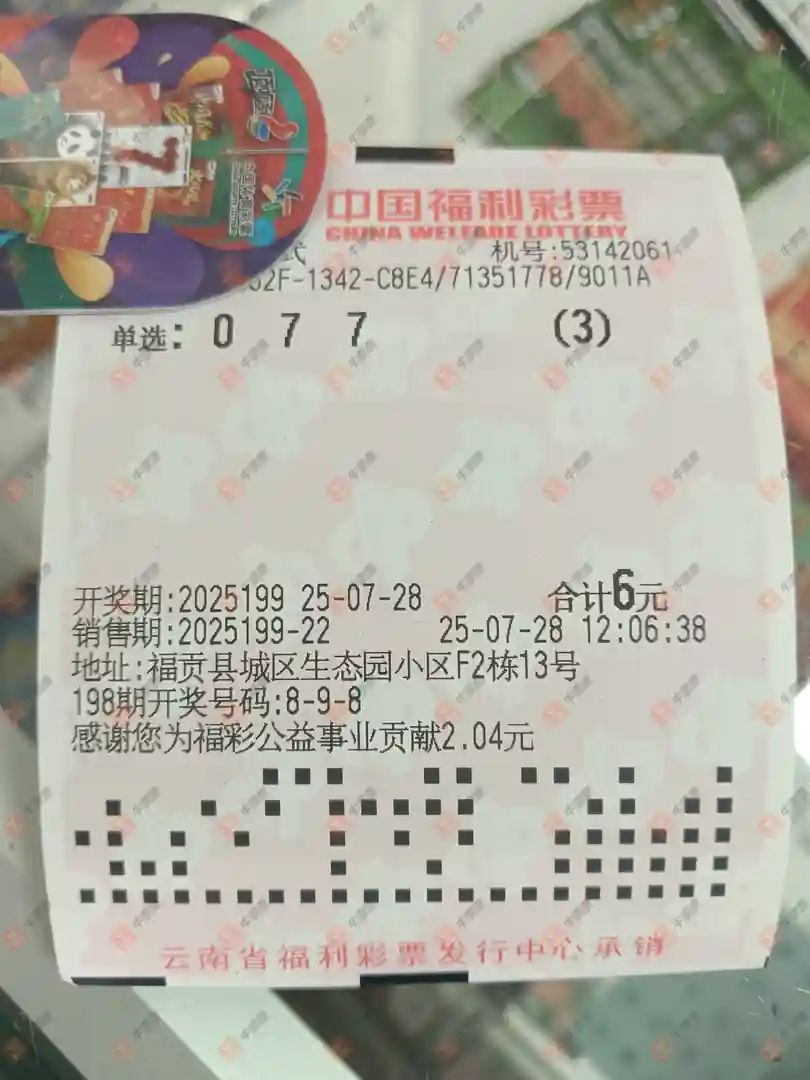 中国福利彩票
CHINA WELFARE LOTTERY
式 机号:53142061
52F-1342-C8E4/71351778/9011A
单选: 0 7 7 (3)
开奖期:2025199 25-07-28 合计6元
销售期:2025199-22 25-07-28 12:06:38
地址:福贡县城区生态园小区F2栋13号
198期开奖号码:8-9-8
感谢您为福彩公益事业贡献2.04元
云南省福利彩票发行中心承销